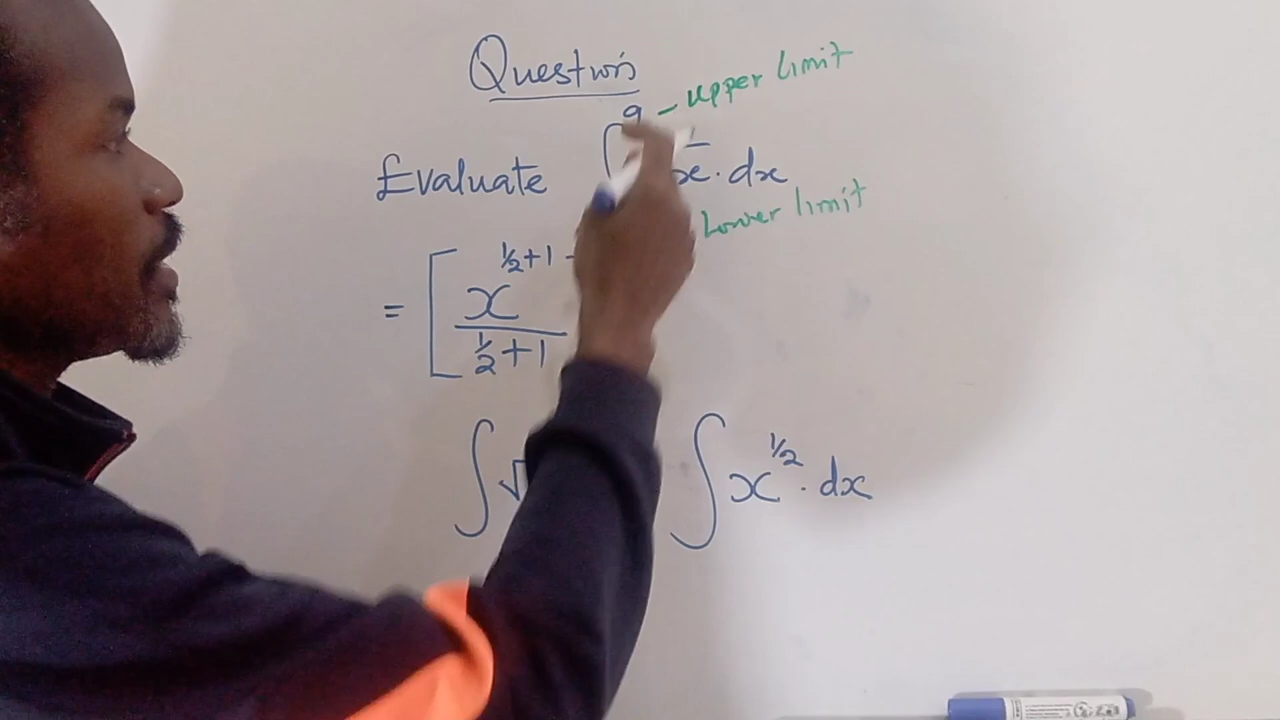 Question
9 – upper limit
Evaluate ∫ x · dx
Lower limit
= [ x^{½+1}
½+1
∫ √ ∫ x^{½} · dx